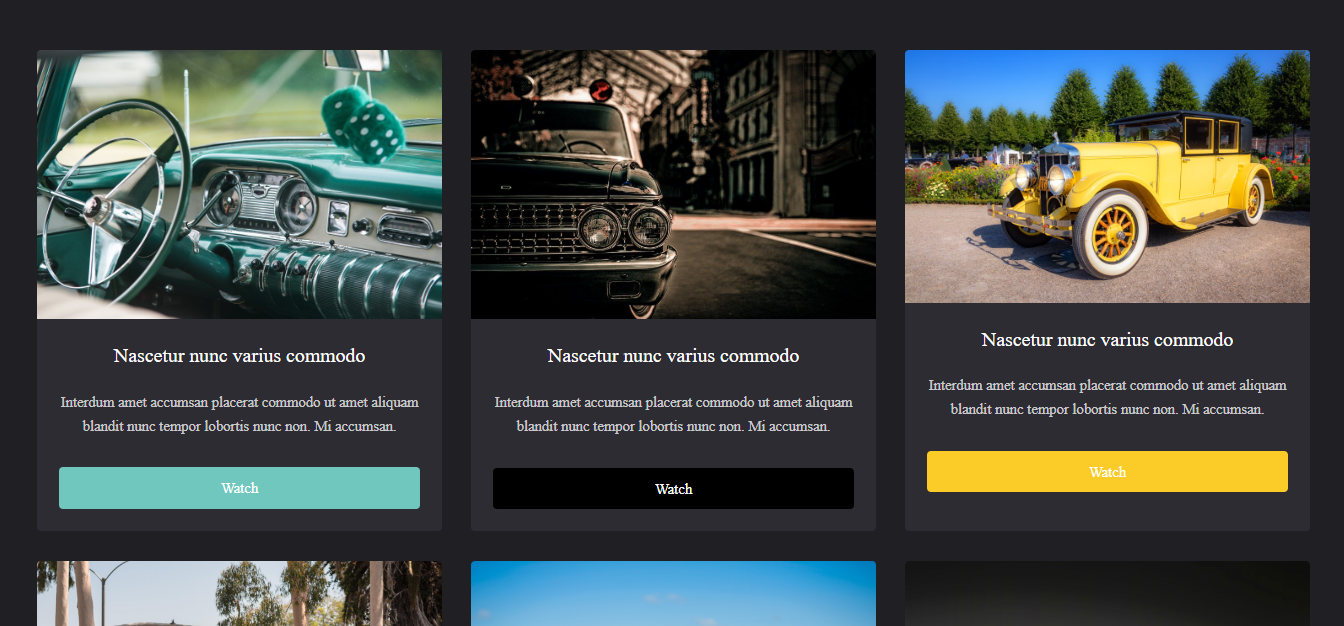 Nascetur nunc varius commodo
Interdum amet accumsan placerat commodo ut amet aliquam
blandit nunc tempor lobortis nunc non. Mi accumsan.
Watch
Nascetur nunc varius commodo
Interdum amet accumsan placerat commodo ut amet aliquam
blandit nunc tempor lobortis nunc non. Mi accumsan.
Watch
Nascetur nunc varius commodo
Interdum amet accumsan placerat commodo ut amet aliquam
blandit nunc tempor lobortis nunc non. Mi accumsan.
Watch